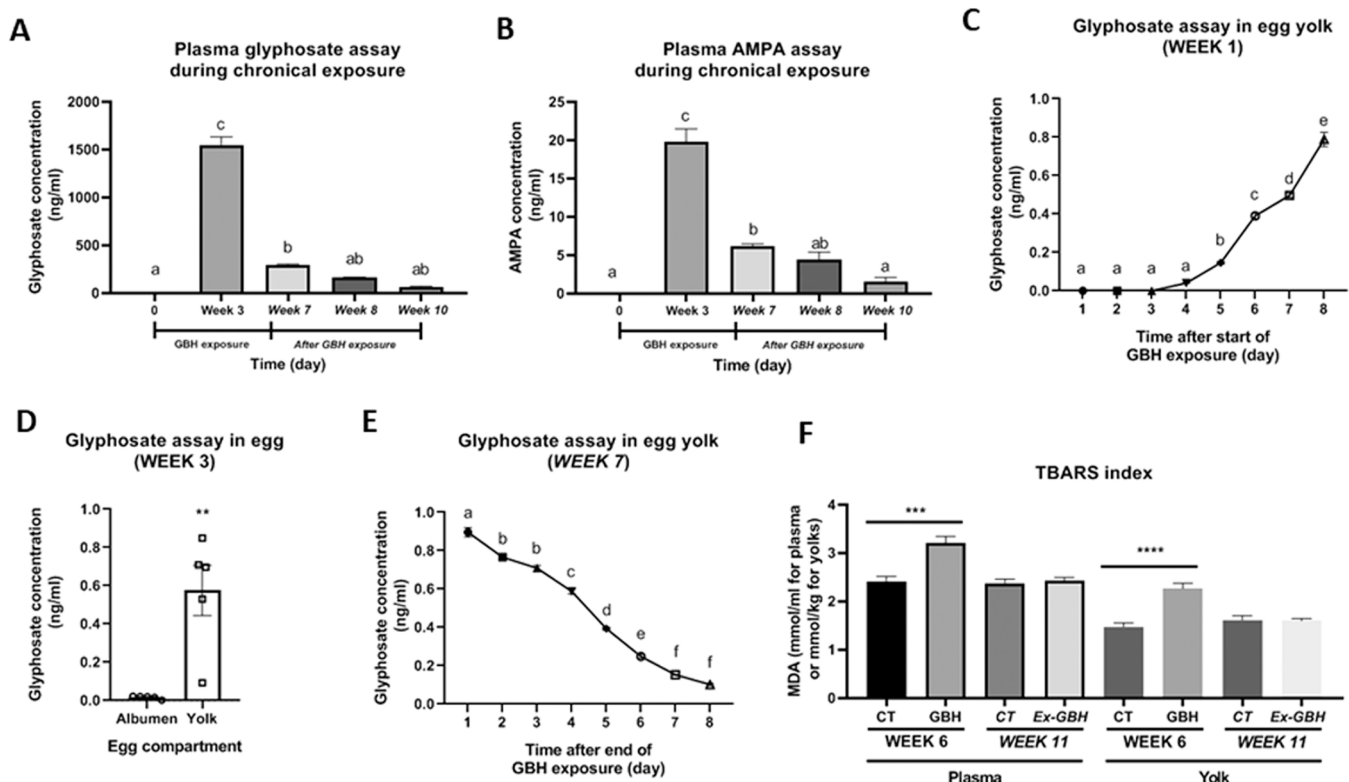 A
Plasma glyphosate assay
during chronical exposure
Glyphosate concentration
(ng/ml)
2000
1500
1000
500
0
a
c
b
ab
ab
0
Week 3
Week 7
Week 8
Week 10
GBH exposure
After GBH exposure
Time (day)
B
Plasma AMPA assay
during chronical exposure
AMPA concentration
(ng/ml)
25
20
15
10
5
0
a
c
b
ab
a
0
Week 3
Week 7
Week 8
Week 10
GBH exposure
After GBH exposure
Time (day)
C
Glyphosate assay in egg yolk
(WEEK 1)
Glyphosate concentration
(ng/ml)
1.0
0.8
0.6
0.4
0.2
0.0
a
a
a
a
b
c
d
e
1
2
3
4
5
6
7
8
Time after start of
GBH exposure (day)
D
Glyphosate assay in egg
(WEEK 3)
Glyphosate concentration
(ng/ml)
1.0
0.8
0.6
0.4
0.2
0.0
**
Albumen
Yolk
Egg compartment
E
Glyphosate assay in egg yolk
(WEEK 7)
Glyphosate concentration
(ng/ml)
1.0
0.8
0.6
0.4
0.2
0.0
a
b
b
c
d
e
f
f
1
2
3
4
5
6
7
8
Time after end of
GBH exposure (day)
F
TBARS index
MDA (mmol/ml for plasma
or mmol/kg for yolks)
4
3
2
1
0
***
****
CT
GBH
CT
Ex-GBH
CT
GBH
CT
Ex-GBH
WEEK 6
WEEK 11
WEEK 6
WEEK 11
Plasma
Yolk